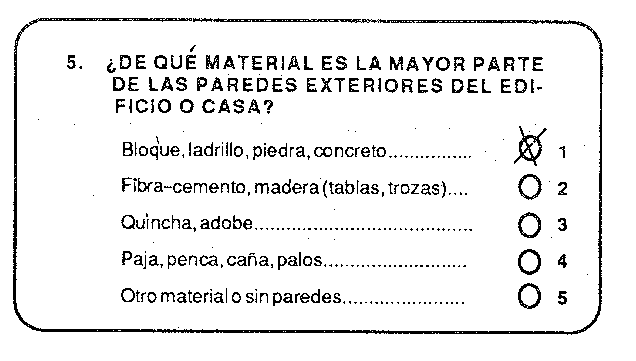 5. ¿DE QUÉ MATERIAL ES LA MAYOR PARTE
DE LAS PAREDES EXTERIORES DEL EDI-
FICIO O CASA?
Bloque, ladrillo, piedra, concreto................ 1
Fibra-cemento, madera (tablas, trozas).... 2
Quincha, adobe.......................................... 3
Paja, penca, caña, palos........................... 4
Otro material o sin paredes....................... 5